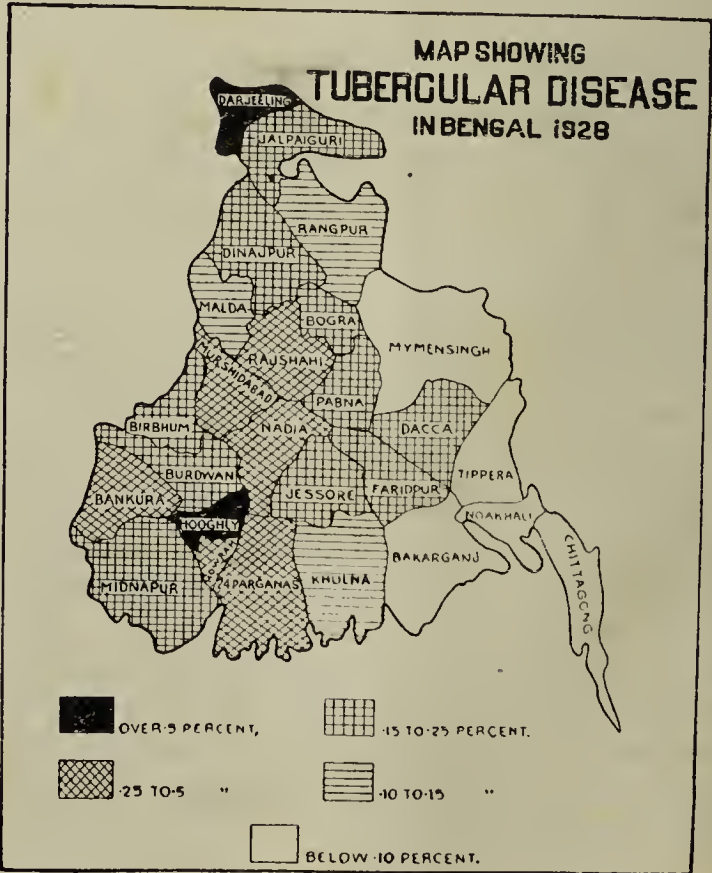 MAP SHOWING
TUBERCULAR DISEASE
IN BENGAL 1928
DARJEELING
JALPAIGURI
RANGPUR
DINAJPUR
MALDA
BOGRA
MYMENSINGH
RAJSHAHI
MURSHIDABAD
PABNA
DACCA
NADIA
BIRBHUM
BURDWAN
TIPPERA
BANKURA
JESSORE
FARIDPUR
HOOGHLY
NOAKHALI
BAKARGANJ
CHITTAGONG
MIDNAPUR
24 PARGANAS
KHULNA
OVER ·5 PERCENT,
·15 TO ·25 PERCENT.
·25 TO ·5 "
·10 TO ·15 "
BELOW ·10 PERCENT.